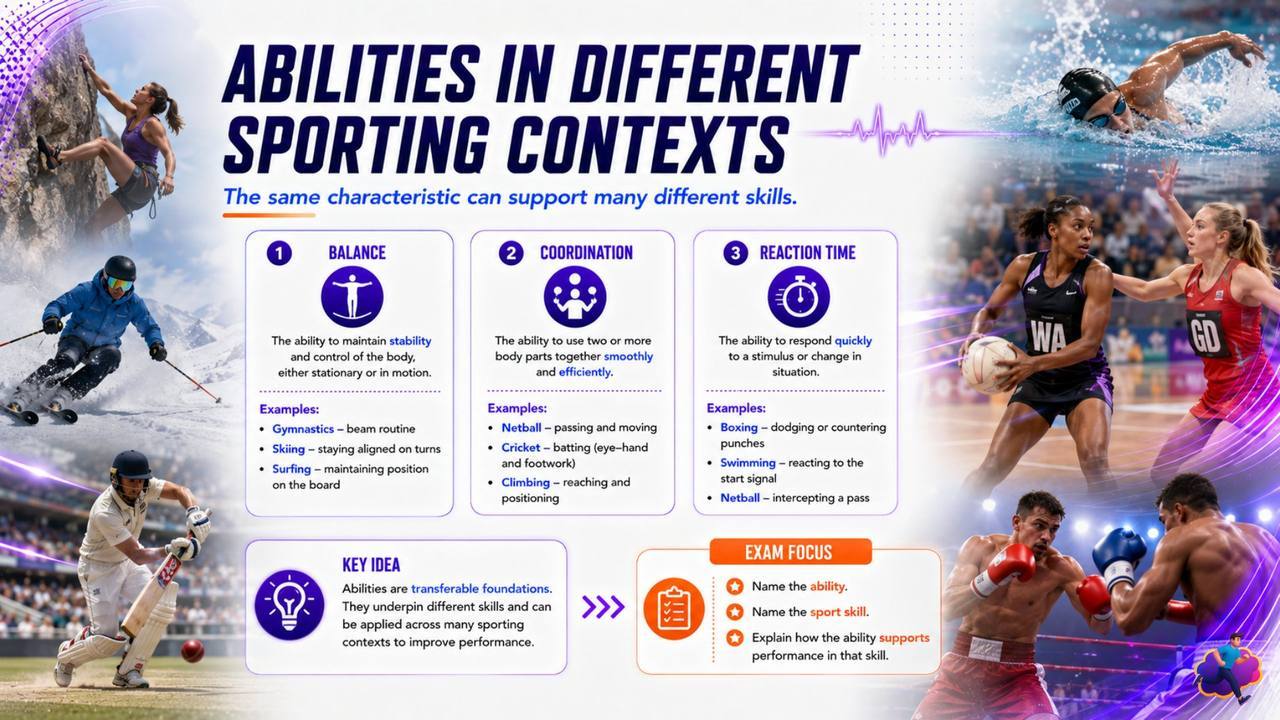 ABILITIES IN DIFFERENT
SPORTING CONTEXTS
The same characteristic can support many different skills.
1 BALANCE
The ability to maintain stability
and control of the body,
either stationary or in motion.
Examples:
• Gymnastics – beam routine
• Skiing – staying aligned on turns
• Surfing – maintaining position
on the board
2 COORDINATION
The ability to use two or more
body parts together smoothly
and efficiently.
Examples:
• Netball – passing and moving
• Cricket – batting (eye–hand
and footwork)
• Climbing – reaching and
positioning
3 REACTION TIME
The ability to respond quickly
to a stimulus or change in
situation.
Examples:
• Boxing – dodging or countering
punches
• Swimming – reacting to the
start signal
• Netball – intercepting a pass
KEY IDEA
Abilities are transferable foundations.
They underpin different skills and can
be applied across many sporting
contexts to improve performance.
EXAM FOCUS
Name the ability.
Name the sport skill.
Explain how the ability supports
performance in that skill.
WA
GD